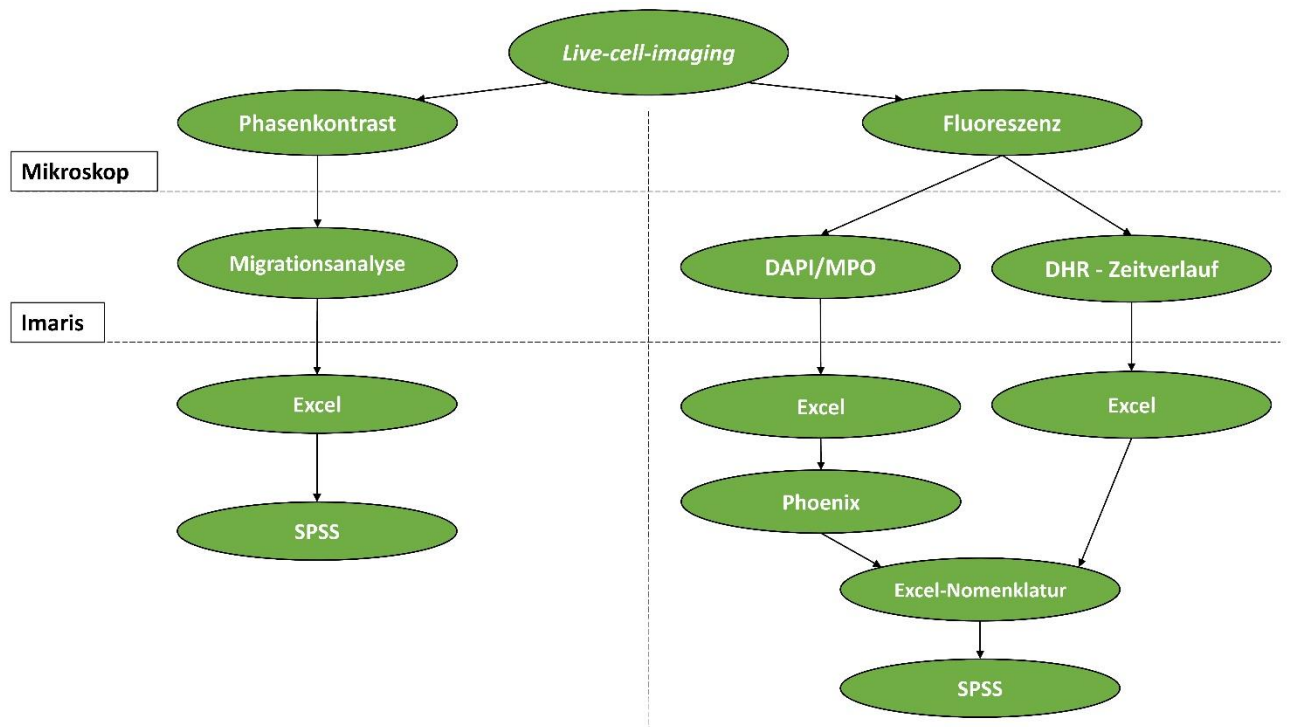 Live-cell-imaging
Phasenkontrast
Fluoreszenz
Mikroskop
Migrationsanalyse
DAPI/MPO
DHR - Zeitverlauf
Imaris
Excel
Excel
Excel
Phoenix
SPSS
Excel-Nomenklatur
SPSS